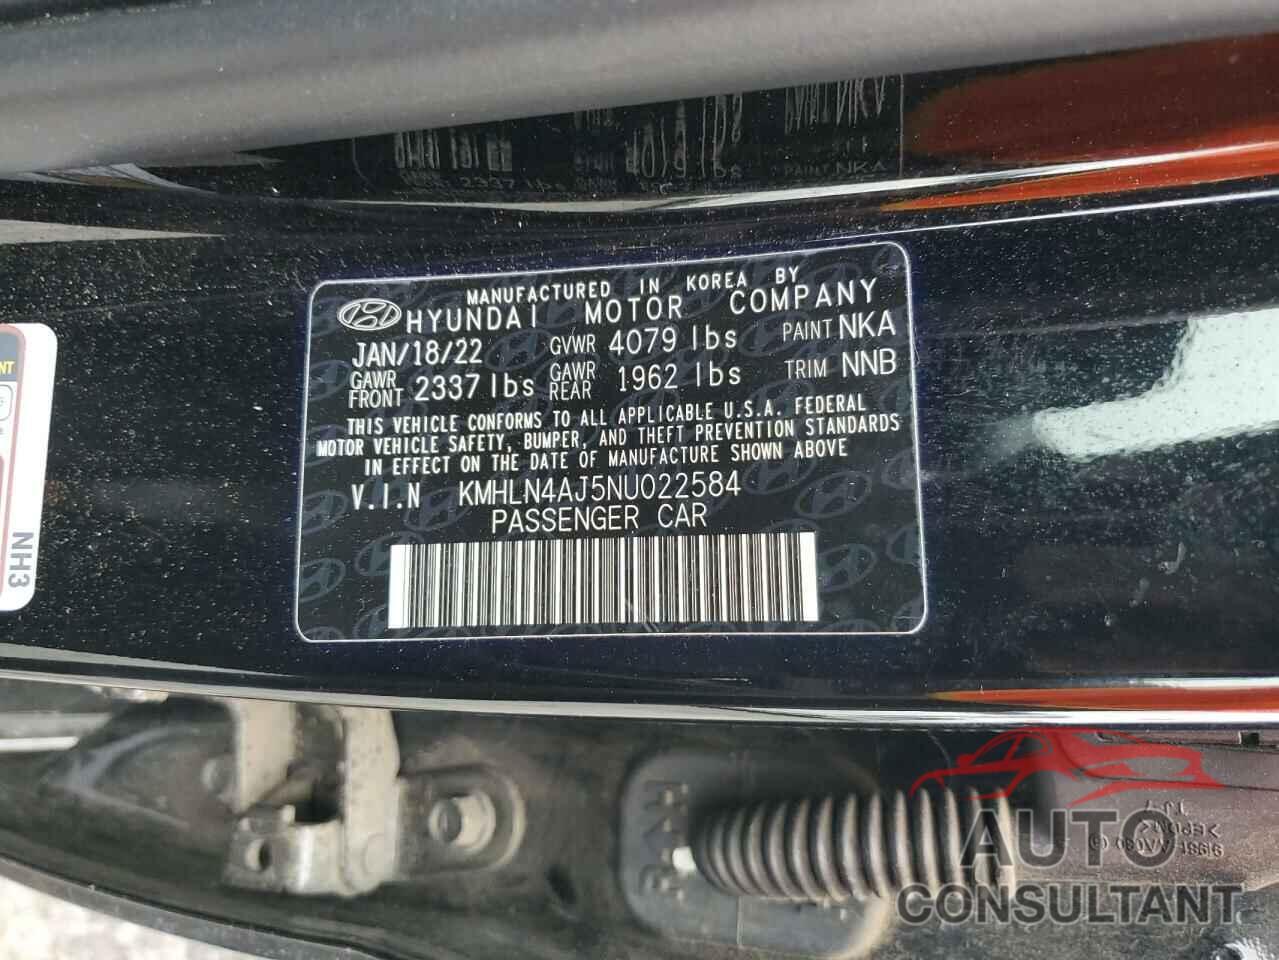 MANUFACTURED IN KOREA BY
HYUNDAI MOTOR COMPANY
JAN/18/22 GVWR 4079 lbs PAINT NKA
GAWR FRONT 2337 lbs GAWR REAR 1962 lbs TRIM NNB
THIS VEHICLE CONFORMS TO ALL APPLICABLE U.S.A. FEDERAL
MOTOR VEHICLE SAFETY, BUMPER, AND THEFT PREVENTION STANDARDS
IN EFFECT ON THE DATE OF MANUFACTURE SHOWN ABOVE
V.I.N KMHLN4AJ5NU022584
PASSENGER CAR
NH3
AUTO
CONSULTANT